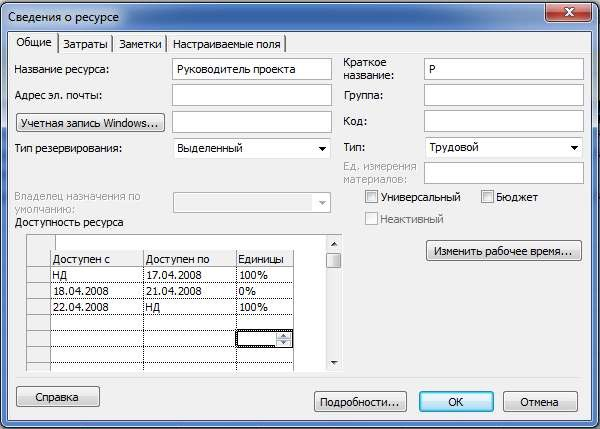 Сведения о ресурсе
Общие Затраты Заметки Настраиваемые поля
Название ресурса: Руководитель проекта Краткое название: Р
Адрес эл. почты: Группа:
Учетная запись Windows... Код:
Тип резервирования: Выделенный Тип: Трудовой
Ед. измерения материалов:
Владелец назначения по умолчанию: Универсальный Бюджет
Неактивный
Доступность ресурса
Изменить рабочее время...
Доступен с Доступен по Единицы
НД 17.04.2008 100%
18.04.2008 21.04.2008 0%
22.04.2008 НД 100%
Справка Подробности... ОК Отмена